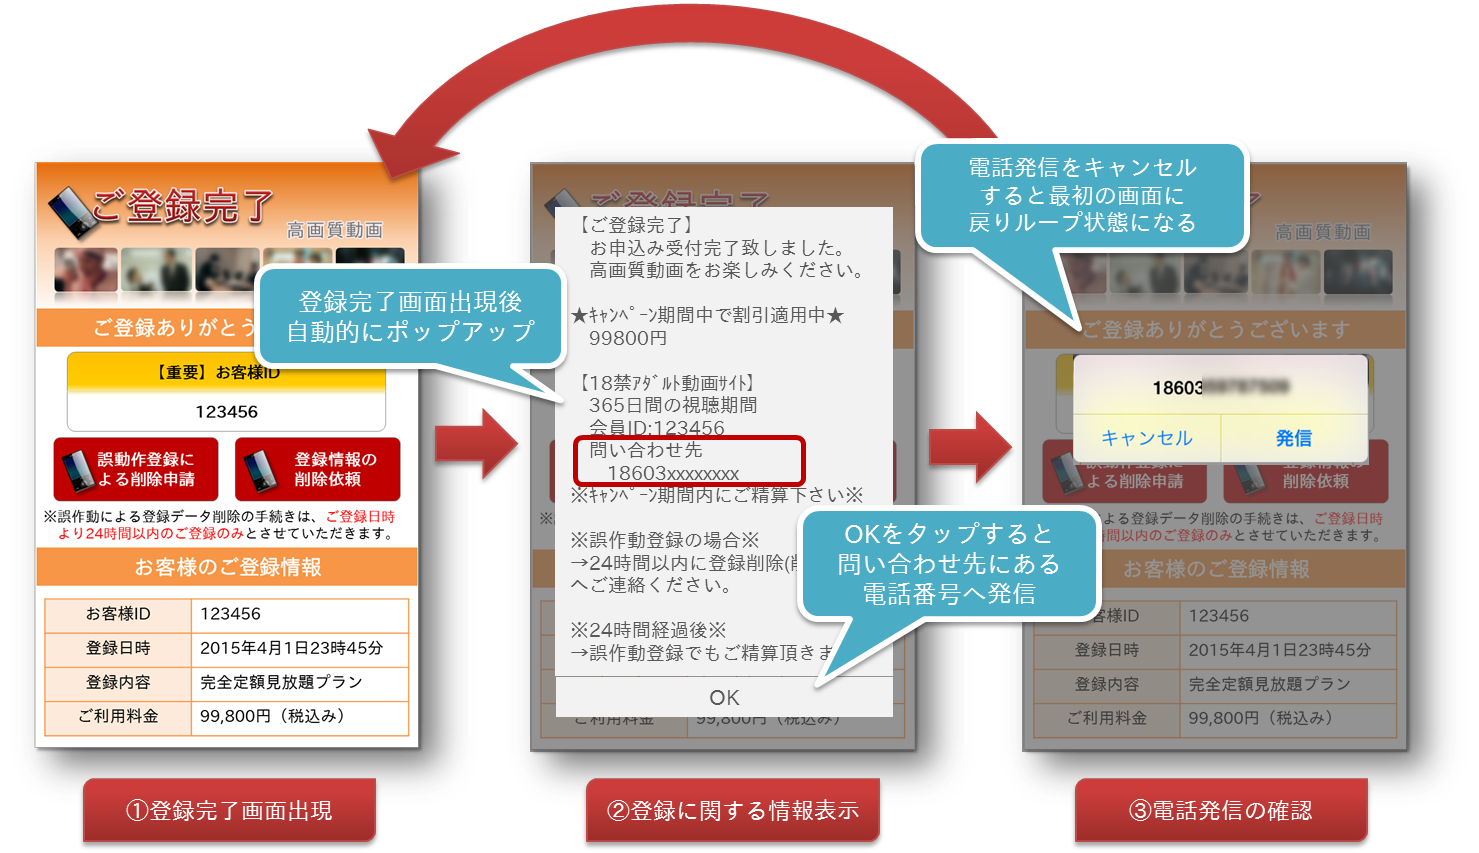 ご登録完了
高画質動画
ご登録ありがとう
【重要】お客様ID
123456
誤動作登録に
よる削除申請
登録情報の
削除依頼
※誤作動による登録データ削除の手続きは、ご登録日時
より24時間以内のご登録のみとさせていただきます。
お客様のご登録情報
お客様ID 123456
登録日時 2015年4月1日23時45分
登録内容 完全定額見放題プラン
ご利用料金 99,800円（税込み）
①登録完了画面出現
登録完了画面出現後
自動的にポップアップ
【ご登録完了】
お申込み受付完了致しました。
高画質動画をお楽しみください。
★ｷｬﾝﾍﾟｰﾝ期間中で割引適用中★
99800円
【18禁ｱﾀﾞﾙﾄ動画ｻｲﾄ】
365日間の視聴期間
会員ID:123456
問い合わせ先
18603xxxxxxxx
※ｷｬﾝﾍﾟｰﾝ期間内にご精算下さい※
※誤作動登録の場合※
→24時間以内に登録削除(削
へご連絡ください。
※24時間経過後※
→誤作動登録でもご精算頂きま
OK
ご利用料金 99,800円（税込み）
②登録に関する情報表示
OKをタップすると
問い合わせ先にある
電話番号へ発信
電話発信をキャンセル
すると最初の画面に
戻りループ状態になる
高画質動画
ご登録ありがとうございます
18603
キャンセル 発信
誤動作登録に
よる削除申請
登録情報の
削除依頼
よる登録データ削除の手続きは、ご登録日時
時間以内のご登録のみとさせていただきます。
お客様のご登録情報
客様ID 123456
登録日時 2015年4月1日23時45分
登録内容 完全定額見放題プラン
ご利用料金 99,800円（税込み）
③電話発信の確認